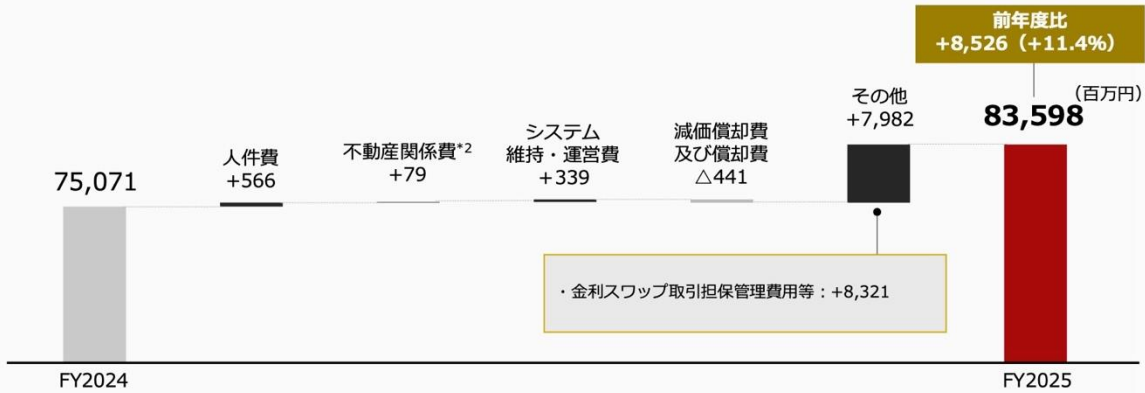 前年度比
+8,526（+11.4%）
（百万円）
83,598
その他
+7,982
減価償却費
及び償却費
△441
システム
維持・運営費
+339
不動産関係費*2
+79
人件費
+566
75,071
・金利スワップ取引担保管理費用等：+8,321
FY2024
FY2025